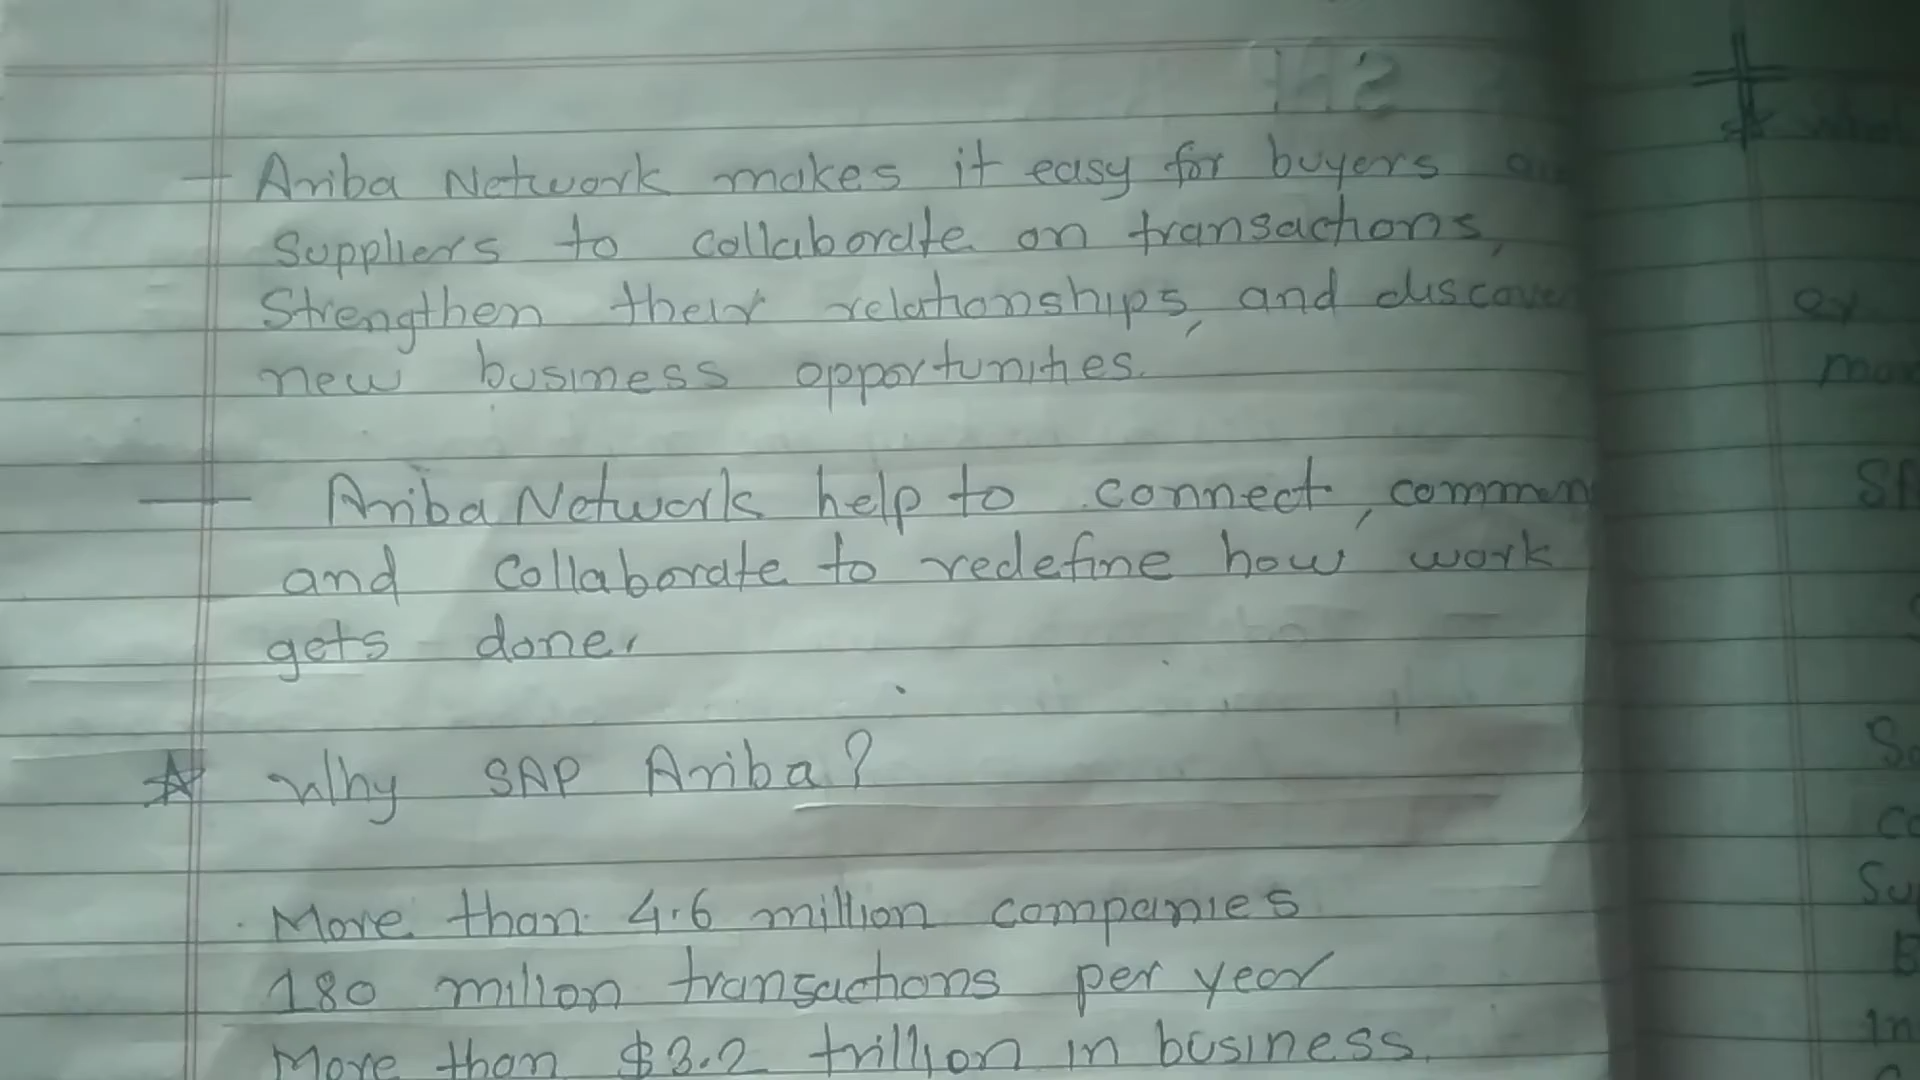 - Ariba Network makes it easy for buyers
Suppliers to collaborate on transactions,
Strengthen their relationships, and discover
new business opportunities.
- Ariba Network help to connect,
and collaborate to redefine how work
gets done.
☆ Why SAP Ariba?
More than 4.6 million companies
180 million transactions per year
More than $3.2 trillion in business.